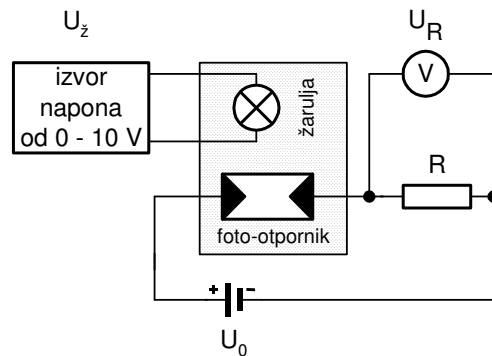 U_ž
U_R
izvor
napona
od 0 - 10 V
žarulja
V
R
foto-otpornik
+ -
U_0